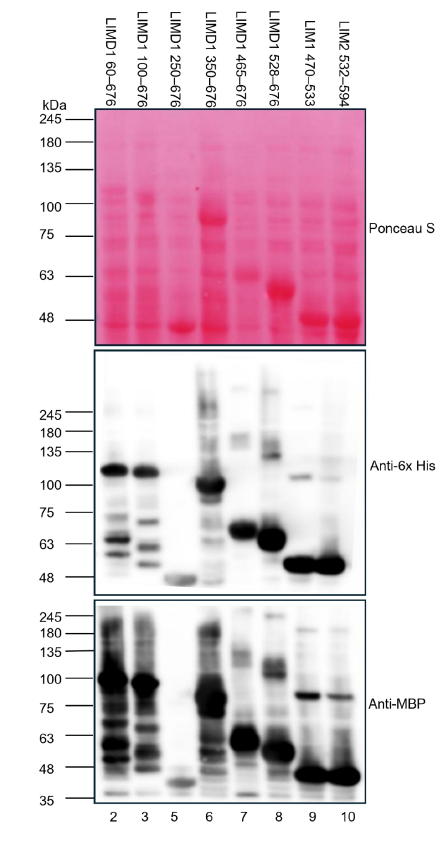 LIMD1 60–676
LIMD1 100–676
LIMD1 250–676
LIMD1 350–676
LIMD1 465–676
LIMD1 528–676
LIM1 470–533
LIM2 532–594
kDa
245
180
135
100
75
63
48
Ponceau S
245
180
135
100
75
63
48
Anti-6x His
245
180
135
100
75
63
48
35
Anti-MBP
2 3 5 6 7 8 9 10